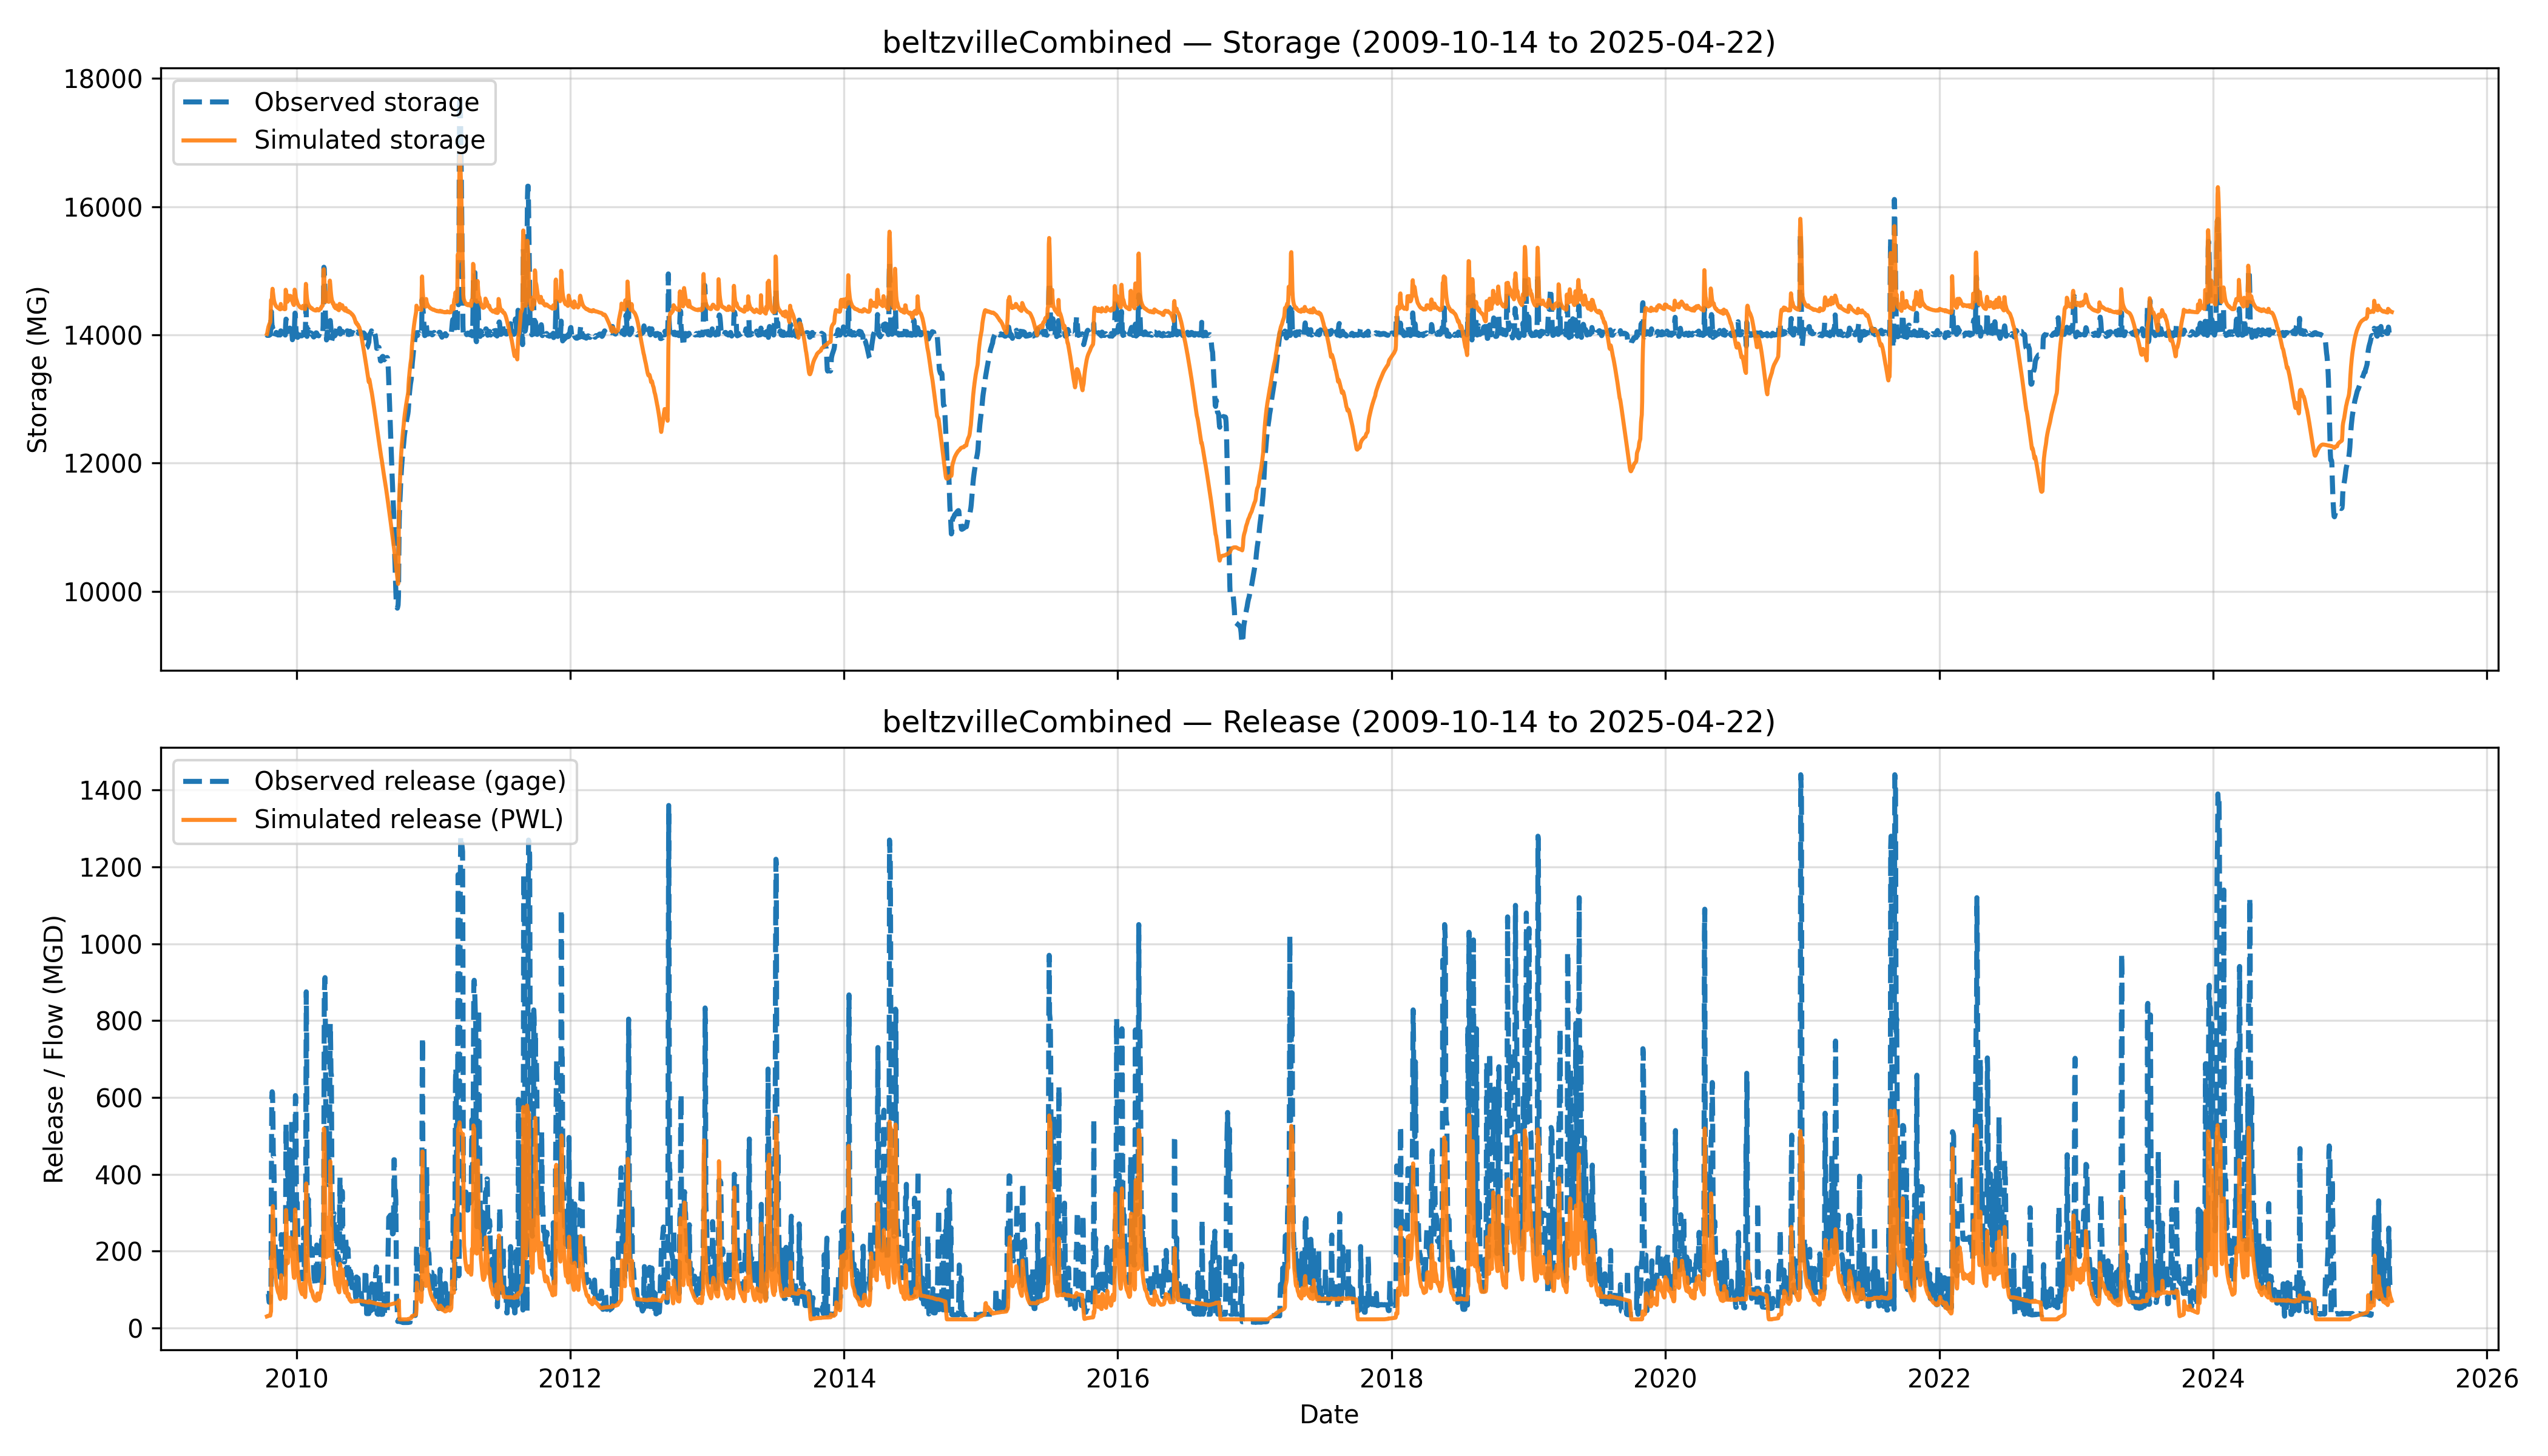 beltzvilleCombined — Storage (2009-10-14 to 2025-04-22)
Storage (MG)
18000
16000
14000
12000
10000
Observed storage
Simulated storage
beltzvilleCombined — Release (2009-10-14 to 2025-04-22)
Release / Flow (MGD)
1400
1200
1000
800
600
400
200
0
Observed release (gage)
Simulated release (PWL)
2010 2012 2014 2016 2018 2020 2022 2024 2026
Date